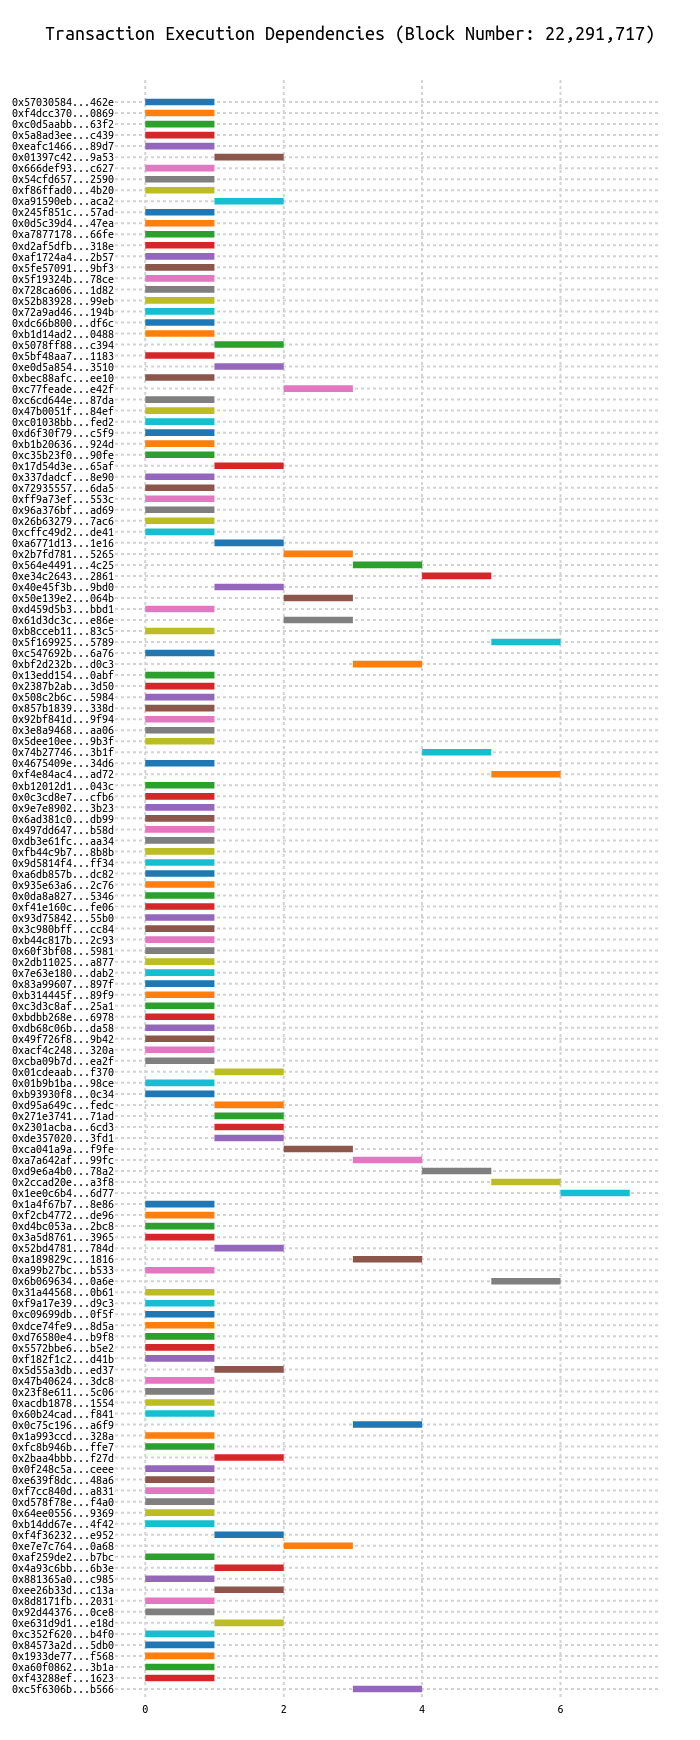 Transaction Execution Dependencies (Block Number: 22,291,717)
0x57030584...462e
0xf4dcc370...0869
0xc0d5aabb...63f2
0x5a8ad3ee...c439
0xeafc1466...89d7
0x01397c42...9a53
0x666def93...c627
0x54cfd657...2590
0xf86ffad0...4b20
0xa91590eb...aca2
0x245f851c...57ad
0x0d5c39d4...47ea
0xa7877178...66fe
0xd2af5dfb...318e
0xaf1724a4...2b57
0x5fe57091...9bf3
0x5f19324b...78ce
0x728ca606...1d82
0x52b83928...99eb
0x72a9ad46...194b
0xdc66b800...df6c
0xb1d14ad2...0488
0x5078ff88...c394
0x5bf48aa7...1183
0xe0d5a854...3510
0xbec88afc...ee10
0xc77feade...e42f
0xc6cd644e...87da
0x47b0051f...84ef
0xc01038bb...fed2
0xd6f30f79...c5f9
0xb1b20636...924d
0xc35b23f0...90fe
0x17d54d3e...65af
0x337dadcf...8e90
0x72935557...6da5
0xff9a73ef...553c
0x96a376bf...ad69
0x26b63279...7ac6
0xcffc49d2...de41
0xa6771d13...1e16
0x2b7fd781...5265
0x564e4491...4c25
0xe34c2643...2861
0x40e45f3b...9bd0
0x50e139e2...064b
0xd459d5b3...bbd1
0x61d3dc3c...e86e
0xb8cceb11...83c5
0x5f169925...5789
0xc547692b...6a76
0xbf2d232b...d0c3
0x13edd154...0abf
0x2387b2ab...3d50
0x508c2b6c...5984
0x857b1839...338d
0x92bf841d...9f94
0x3e8a9468...aa06
0x5dee10ee...9b3f
0x74b27746...3b1f
0x4675409e...34d6
0xf4e84ac4...ad72
0xb12012d1...043c
0x0c3cd8e7...cfb6
0x9e7e8902...3b23
0x6ad381c0...db99
0x497dd647...b58d
0xdb3e61fc...aa34
0xfb44c9b7...8b8b
0x9d5814f4...ff34
0xa6db857b...dc82
0x935e63a6...2c76
0x0da8a827...5346
0xf41e160c...fe06
0x93d75842...55b0
0x3c980bff...cc84
0xb44c817b...2c93
0x60f3bf08...5981
0x2db11025...a877
0x7e63e180...dab2
0x83a99607...897f
0xb314445f...89f9
0xc3d3c8af...25a1
0xbdbb268e...6978
0xdb68c06b...da58
0x49f726f8...9b42
0xacf4c248...320a
0xcba09b7d...ea2f
0x01cdeaab...f370
0x01b9b1ba...98ce
0xb93930f8...0c34
0xd95a649c...fedc
0x271e3741...71ad
0x2301acba...6cd3
0xde357020...3fd1
0xca041a9a...f9fe
0xa7a642af...99fc
0xd9e6a4b0...78a2
0x2ccad20e...a3f8
0x1ee0c6b4...6d77
0x1a4f67b7...8e86
0xf2cb4772...de96
0xd4bc053a...2bc8
0x3a5d8761...3965
0x52bd4781...784d
0xa189829c...1816
0xa99b27bc...b533
0x6b069634...0a6e
0x31a44568...0b61
0xf9a17e39...d9c3
0xc09699db...0f5f
0xdce74fe9...8d5a
0xd76580e4...b9f8
0x5572bbe6...b5e2
0xf182f1c2...d41b
0x5d55a3db...ed37
0x47b40624...3dc8
0x23f8e611...5c06
0xacdb1878...1554
0x60b24cad...f841
0x0c75c196...a6f9
0x1a993ccd...328a
0xfc8b946b...ffe7
0x2baa4bbb...f27d
0x0f248c5a...ceee
0xe639f8dc...48a6
0xf7cc840d...a831
0xd578f78e...f4a0
0x64ee0556...9369
0xb14dd67e...4f42
0xf4f36232...e952
0xe7e7c764...0a68
0xaf259de2...b7bc
0x4a93c6bb...6b3e
0x881365a0...c985
0xee26b33d...c13a
0x8d8171fb...2031
0x92d44376...0ce8
0xe631d9d1...e18d
0xc352f620...b4f0
0x84573a2d...5db0
0x1933de77...f568
0xa60f0862...3b1a
0xf43288ef...1623
0xc5f6306b...b566
0 2 4 6